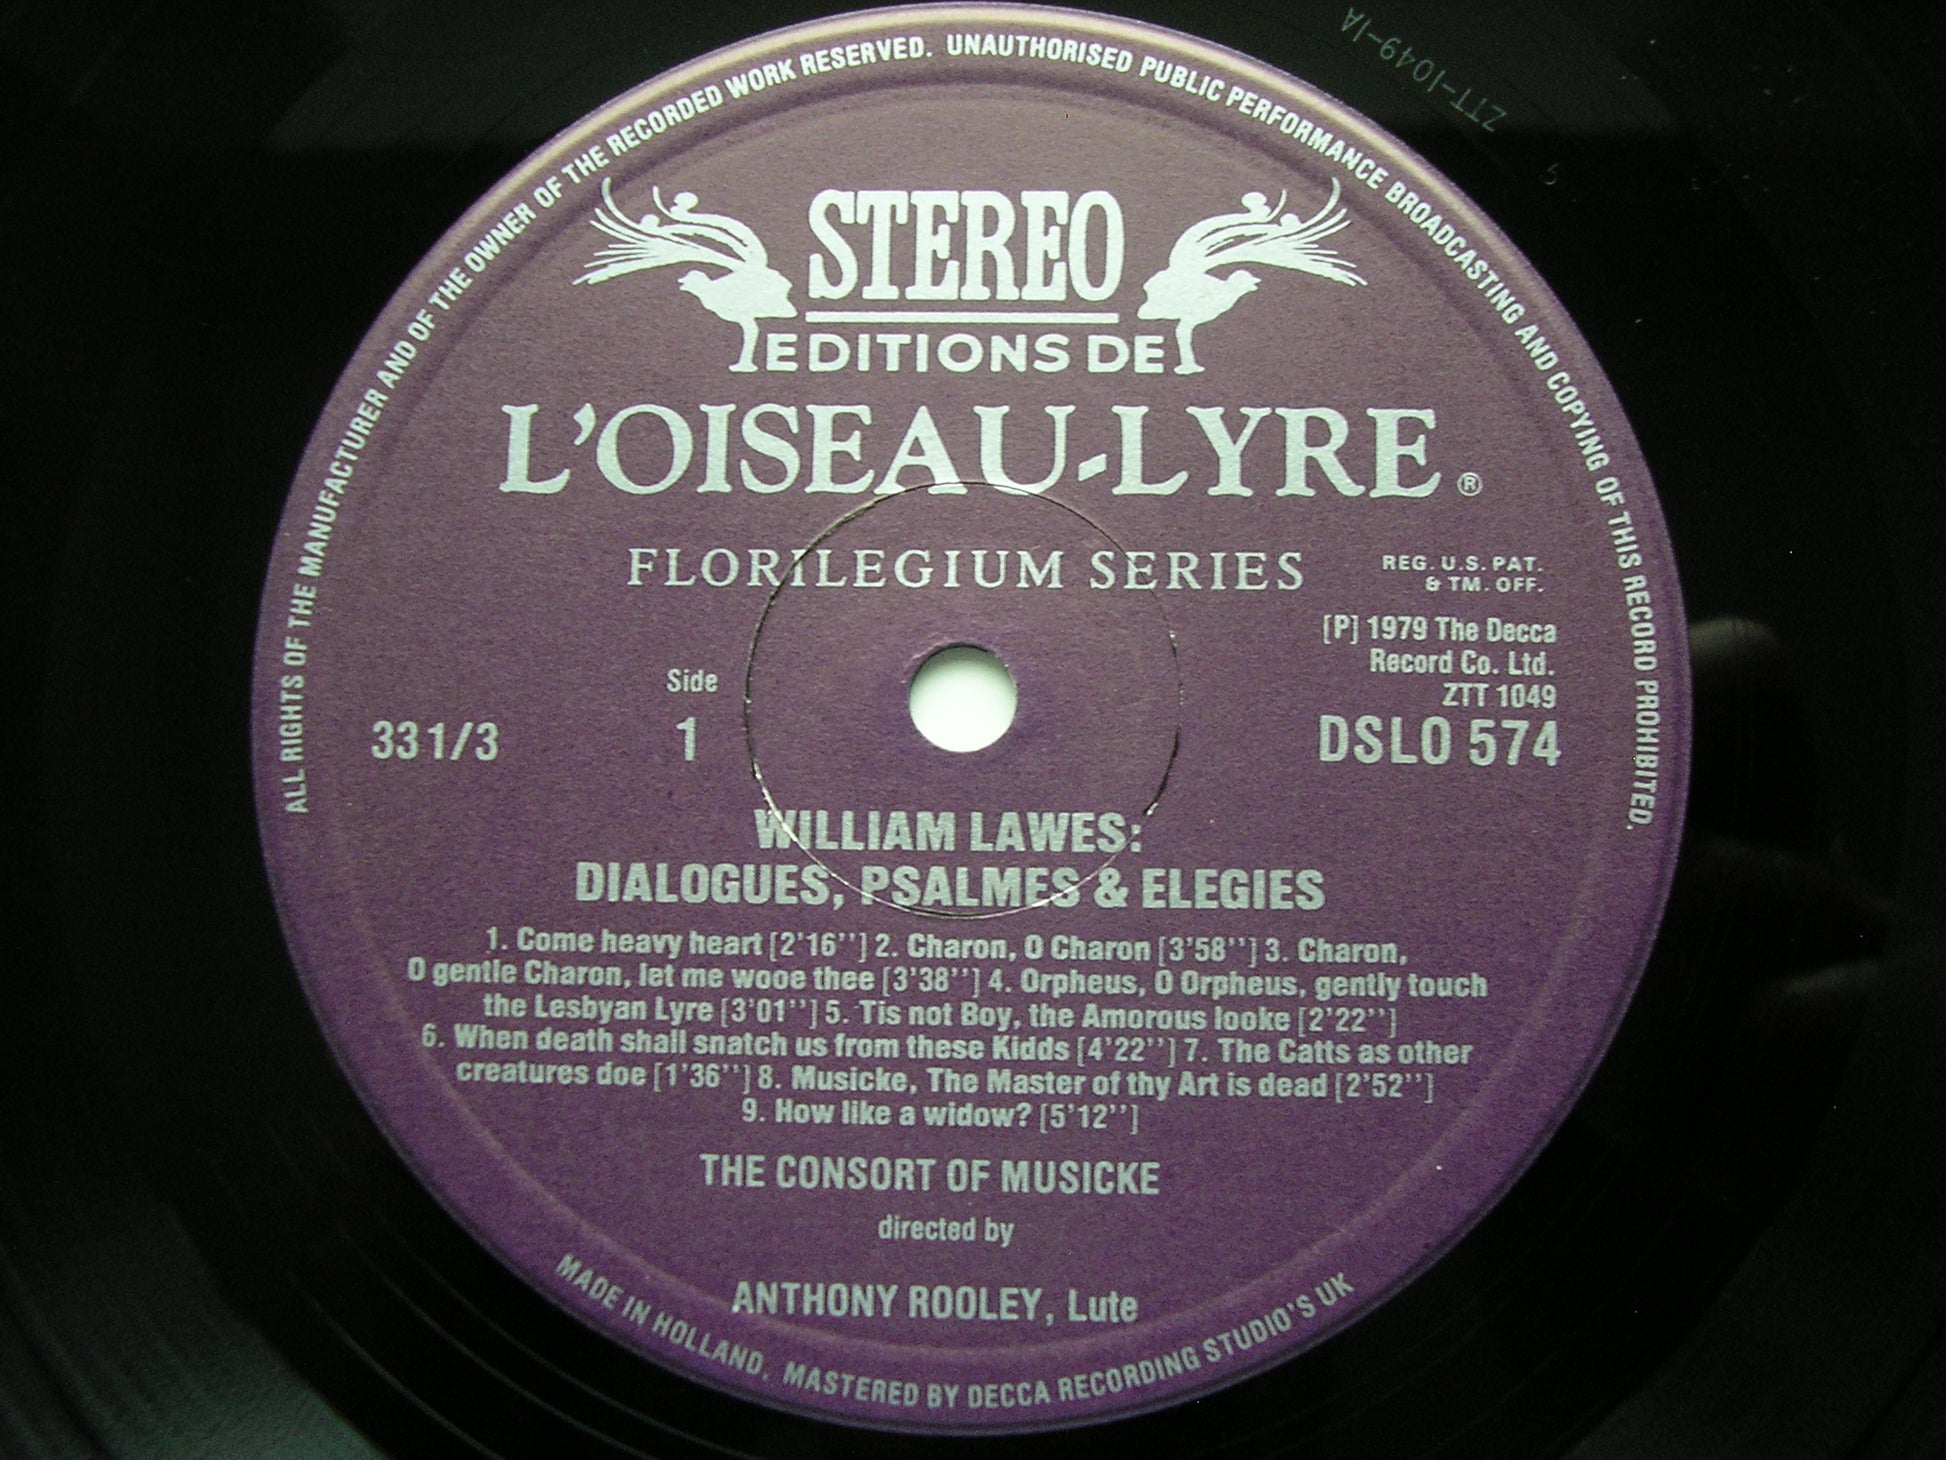 ALL RIGHTS OF THE MANUFACTURER AND OF THE OWNER OF THE RECORDED WORK RESERVED. UNAUTHORISED PUBLIC PERFORMANCE BROADCASTING AND COPYING OF THIS RECORD PROHIBITED.
ZTT-1049-1A
STEREO
EDITIONS DE
L'OISEAU-LYRE ®
FLORILEGIUM SERIES
REG. U.S. PAT.
& TM. OFF.
[P] 1979 The Decca
Record Co. Ltd.
ZTT 1049
DSLO 574
Side
1
33 1/3
WILLIAM LAWES:
DIALOGUES, PSALMES & ELEGIES
1. Come heavy heart [2'16''] 2. Charon, O Charon [3'58''] 3. Charon,
O gentle Charon, let me wooe thee [3'38''] 4. Orpheus, O Orpheus, gently touch
the Lesbyan Lyre [3'01''] 5. Tis not Boy, the Amorous looke [2'22'']
6. When death shall snatch us from these Kidds [4'22''] 7. The Catts as other
creatures doe [1'36''] 8. Musicke, The Master of thy Art is dead [2'52'']
9. How like a widow? [5'12'']
THE CONSORT OF MUSICKE
directed by
ANTHONY ROOLEY, Lute
MADE IN HOLLAND. MASTERED BY DECCA RECORDING STUDIO'S UK